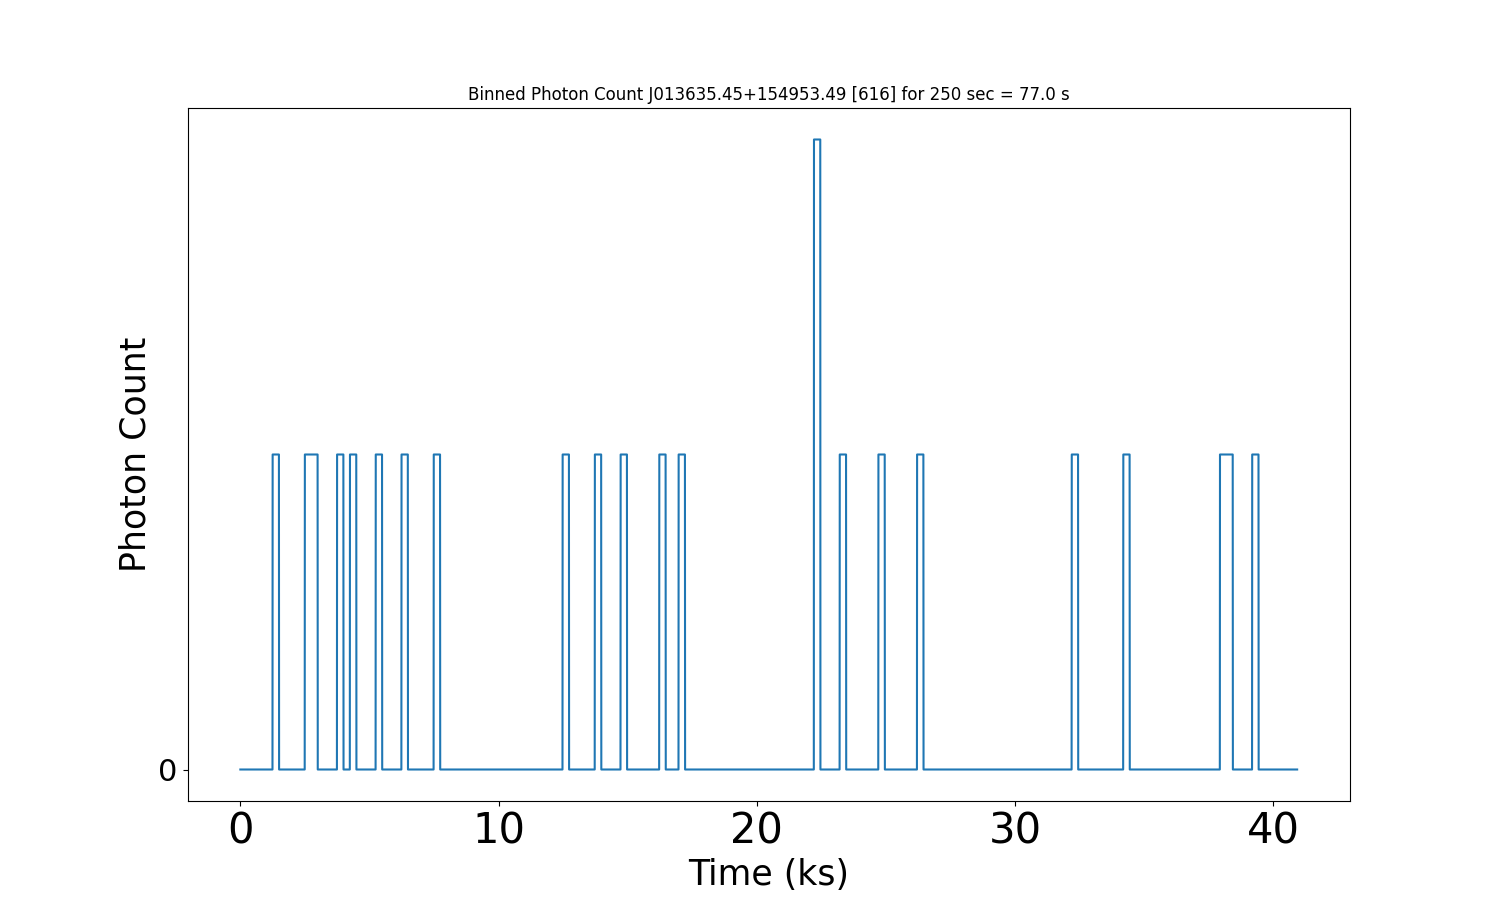 Binned Photon Count J013635.45+154953.49 [616] for 250 sec = 77.0 s
Photon Count
0
0 10 20 30 40
Time (ks)